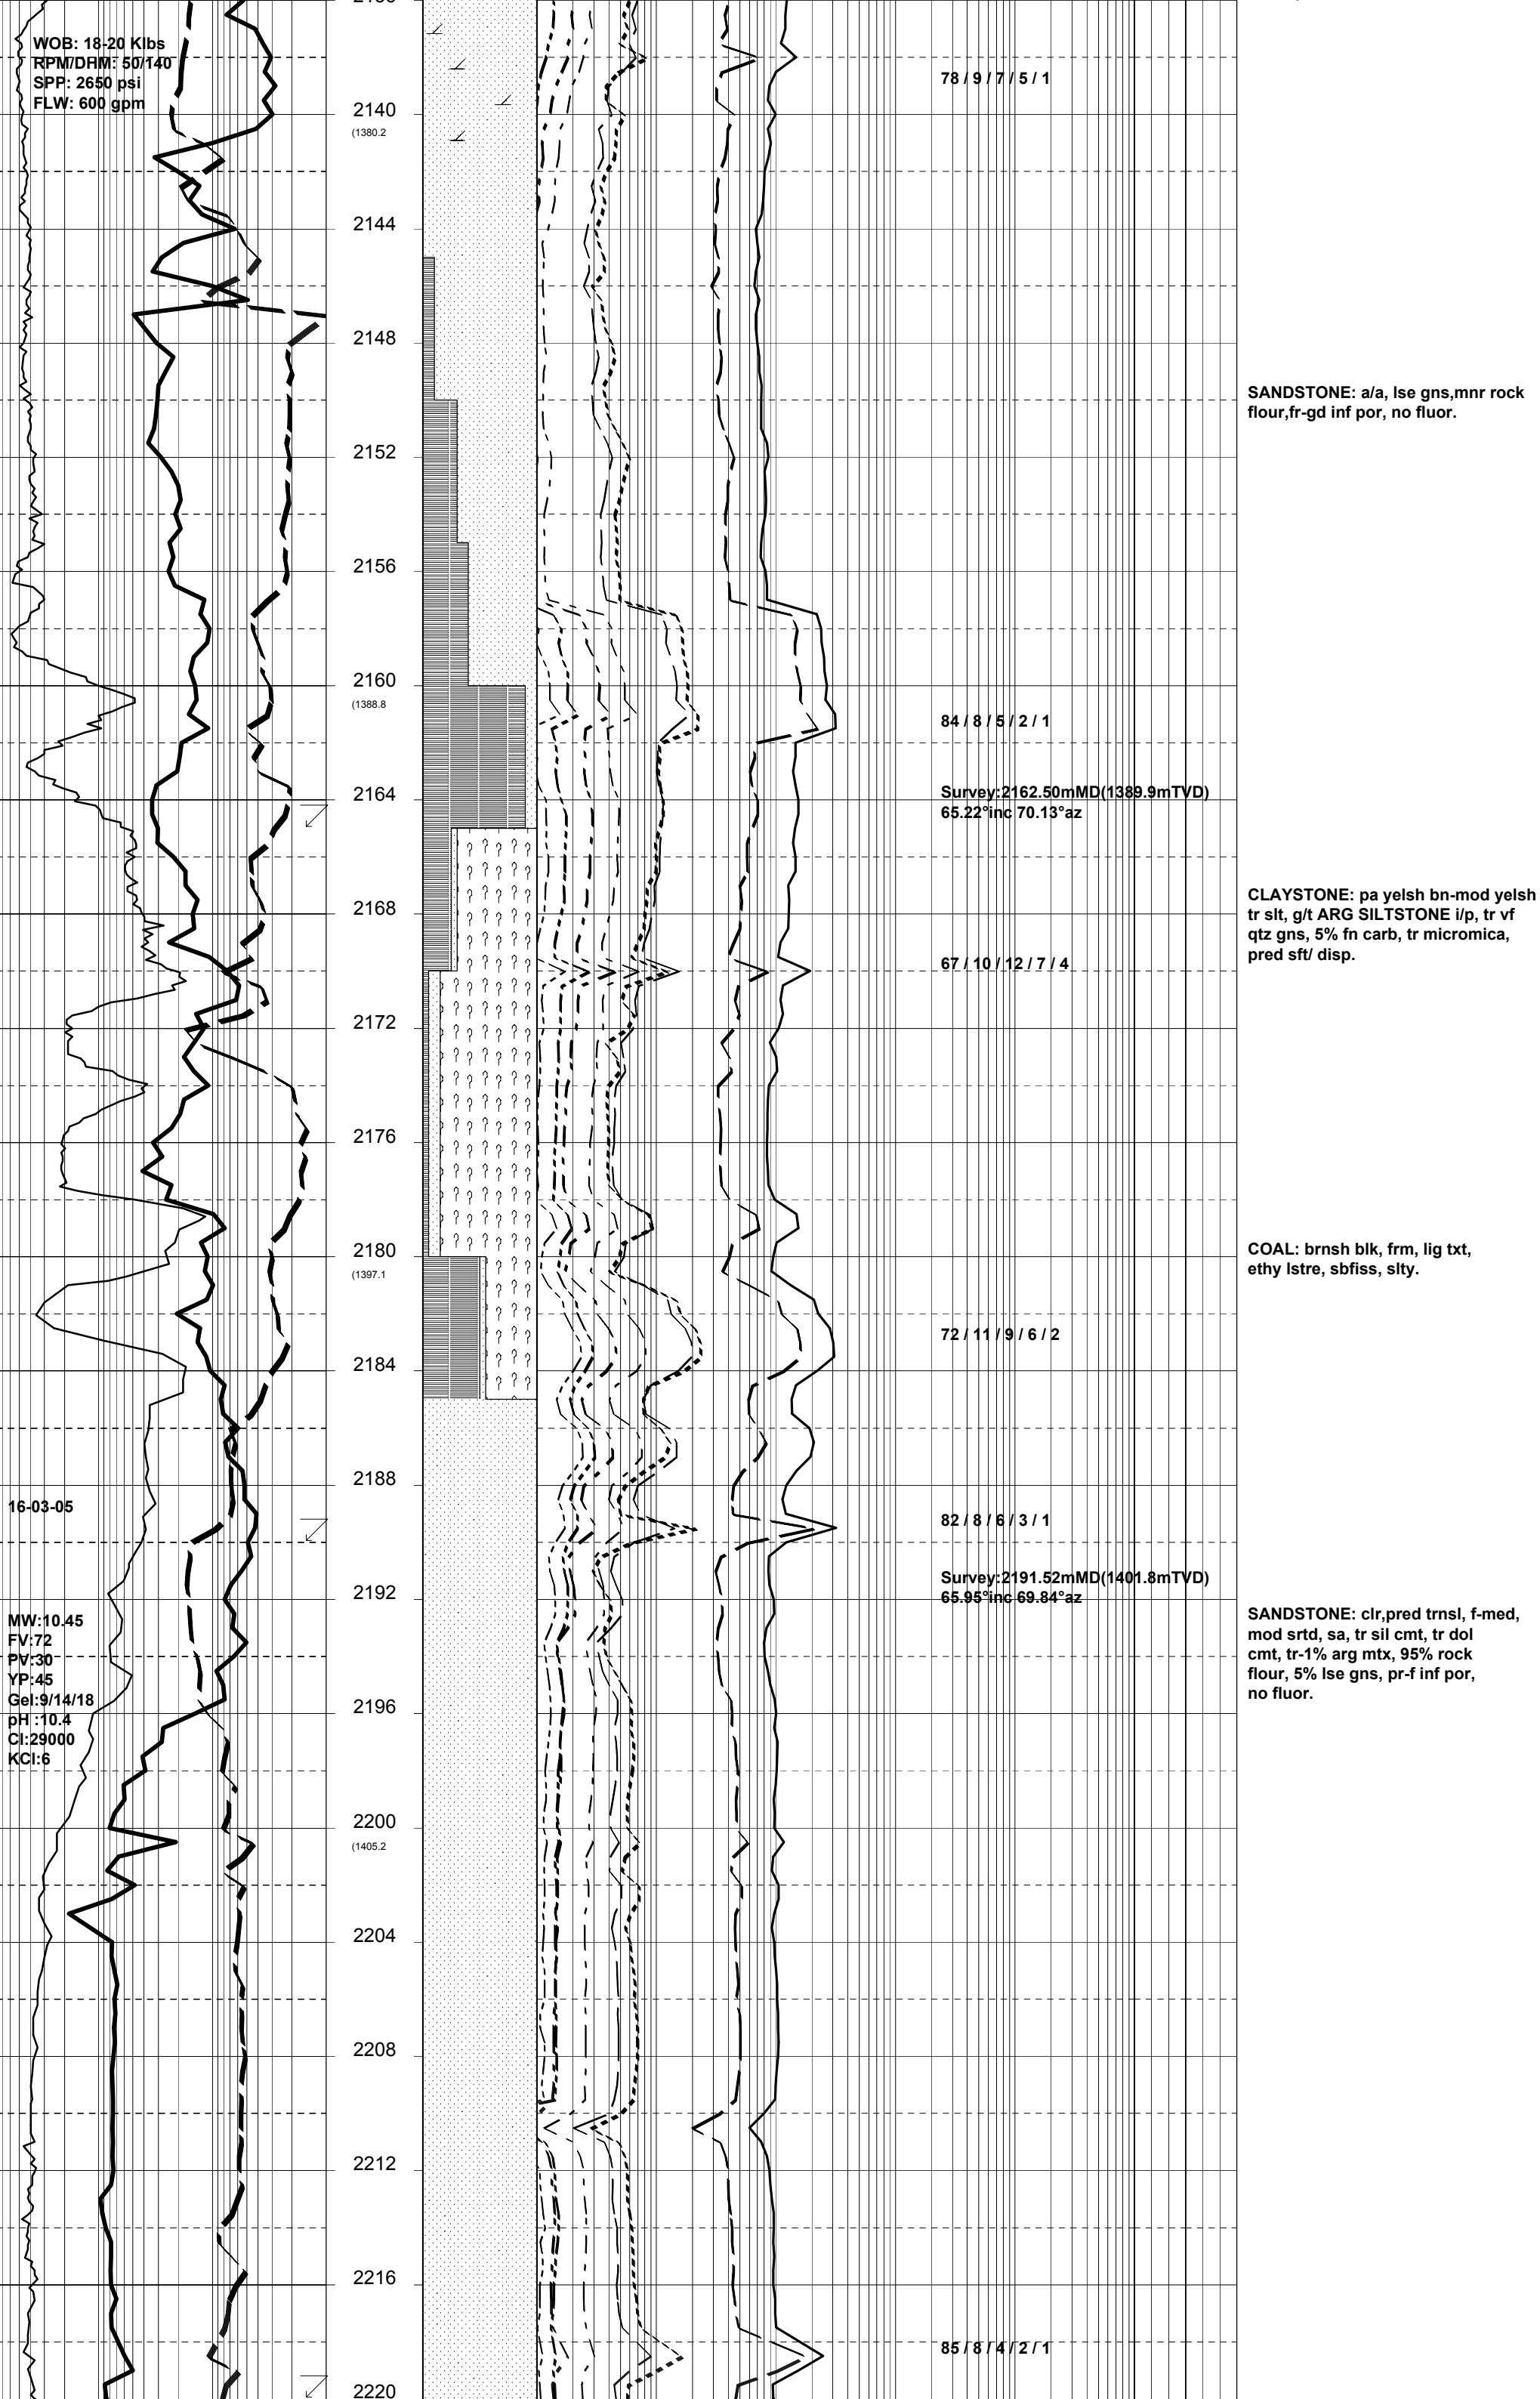 WOB: 18-20 Klbs
RPM/DHM: 50/140
SPP: 2650 psi
FLW: 600 gpm
78 / 9 / 7 / 5 / 1
2140
(1380.2
2144
2148
SANDSTONE: a/a, lse gns,mnr rock
flour,fr-gd inf por, no fluor.
2152
2156
2160
(1388.8
84 / 8 / 5 / 2 / 1
2164
Survey:2162.50mMD(1389.9mTVD)
65.22°inc 70.13°az
2168
CLAYSTONE: pa yelsh bn-mod yelsh
tr slt, g/t ARG SILTSTONE i/p, tr vf
qtz gns, 5% fn carb, tr micromica,
pred sft/ disp.
67 / 10 / 12 / 7 / 4
2172
2176
2180
(1397.1
COAL: brnsh blk, frm, lig txt,
ethy lstre, sbfiss, slty.
72 / 11 / 9 / 6 / 2
2184
2188
16-03-05
82 / 8 / 6 / 3 / 1
2192
Survey:2191.52mMD(1401.8mTVD)
65.95°inc 69.84°az
MW:10.45
FV:72
PV:30
YP:45
Gel:9/14/18
pH :10.4
Cl:29000
KCl:6
SANDSTONE: clr,pred trnsl, f-med,
mod srtd, sa, tr sil cmt, tr dol
cmt, tr-1% arg mtx, 95% rock
flour, 5% lse gns, pr-f inf por,
no fluor.
2196
2200
(1405.2
2204
2208
2212
2216
85 / 8 / 4 / 2 / 1
2220